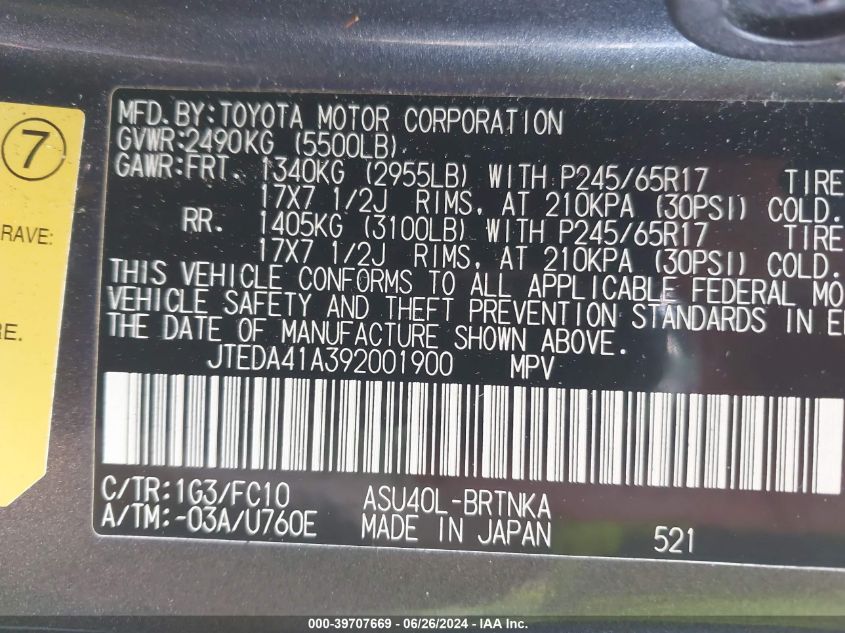 7
RAVE:
RE.
MFD. BY: TOYOTA MOTOR CORPORATION
GVWR: 2490KG (5500LB)
GAWR: FRT. 1340KG (2955LB) WITH P245/65R17 TIRE
17X7 1/2J RIMS, AT 210KPA (30PSI) COLD.
RR. 1405KG (3100LB) WITH P245/65R17 TIRE
17X7 1/2J RIMS, AT 210KPA (30PSI) COLD.
THIS VEHICLE CONFORMS TO ALL APPLICABLE FEDERAL MO
VEHICLE SAFETY AND THEFT PREVENTION STANDARDS IN E
THE DATE OF MANUFACTURE SHOWN ABOVE.
JTEDA41A392001900 MPV
C/TR: 1G3/FC10 ASU40L-BRTNKA
A/TM: -03A/U760E MADE IN JAPAN 521
000-39707669 - 06/26/2024 - IAA Inc.